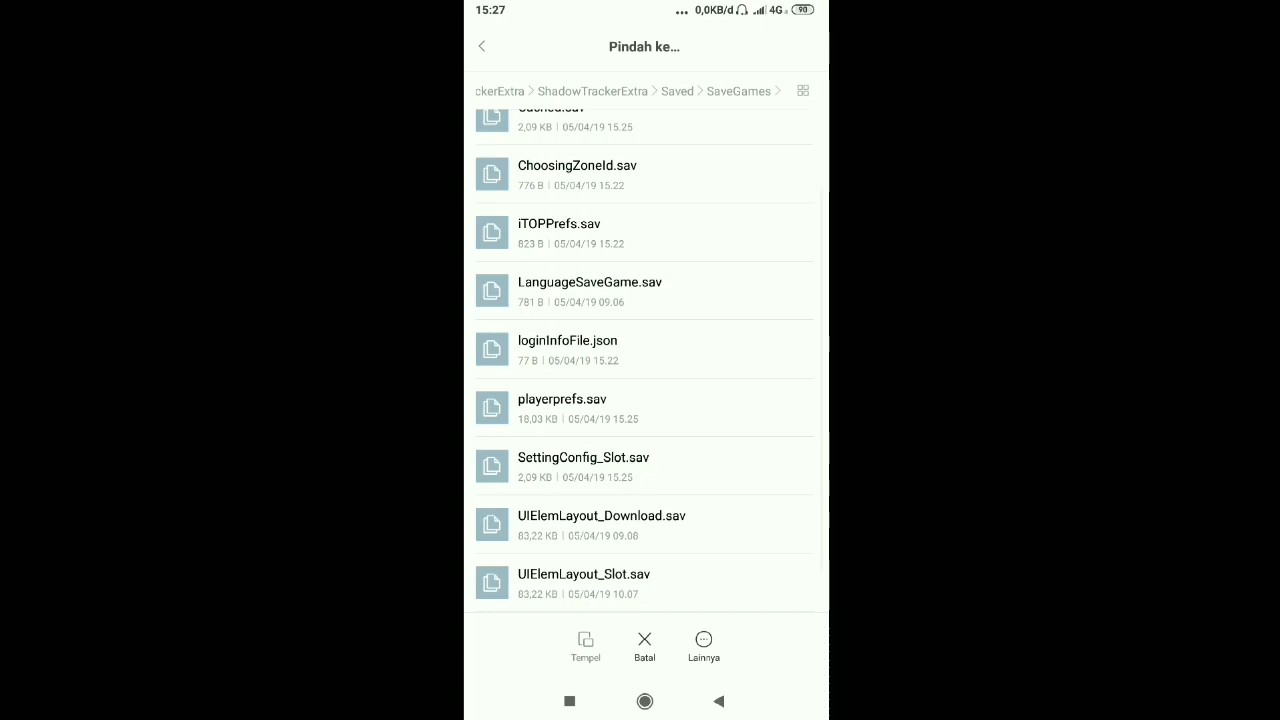 15:27
... 0,0KB/d 4G 90
Pindah ke...
ckerExtra > ShadowTrackerExtra > Saved > SaveGames >
2,09 KB | 05/04/19 15.25
ChoosingZoneId.sav
776 B | 05/04/19 15.22
iTOPPrefs.sav
823 B | 05/04/19 15.22
LanguageSaveGame.sav
781 B | 05/04/19 09.06
loginInfoFile.json
77 B | 05/04/19 15.22
playerprefs.sav
18,03 KB | 05/04/19 15.25
SettingConfig_Slot.sav
2,09 KB | 05/04/19 15.25
UIElemLayout_Download.sav
83,22 KB | 05/04/19 09.08
UIElemLayout_Slot.sav
83,22 KB | 05/04/19 10.07
Tempel Batal Lainnya